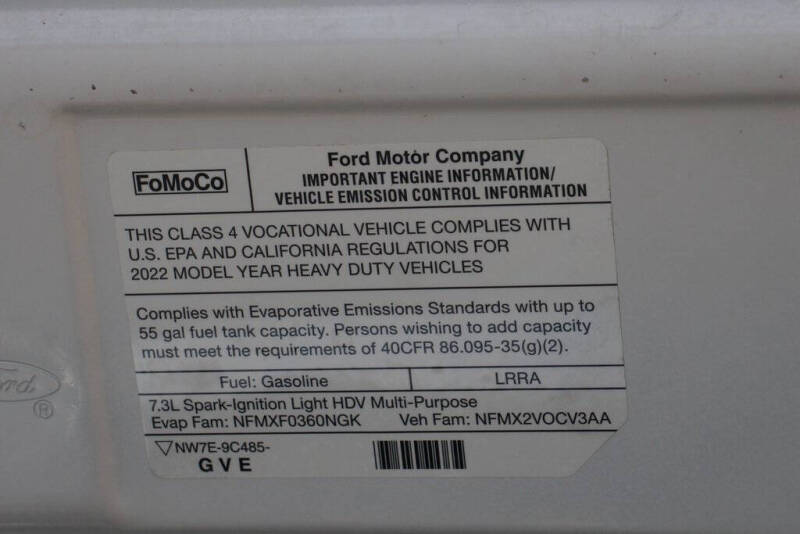 FoMoCo
Ford Motor Company
IMPORTANT ENGINE INFORMATION/
VEHICLE EMISSION CONTROL INFORMATION
THIS CLASS 4 VOCATIONAL VEHICLE COMPLIES WITH
U.S. EPA AND CALIFORNIA REGULATIONS FOR
2022 MODEL YEAR HEAVY DUTY VEHICLES
Complies with Evaporative Emissions Standards with up to
55 gal fuel tank capacity. Persons wishing to add capacity
must meet the requirements of 40CFR 86.095-35(g)(2).
Fuel: Gasoline LRRA
7.3L Spark-Ignition Light HDV Multi-Purpose
Evap Fam: NFMXF0360NGK Veh Fam: NFMX2VOCV3AA
NW7E-9C485-
G V E
®